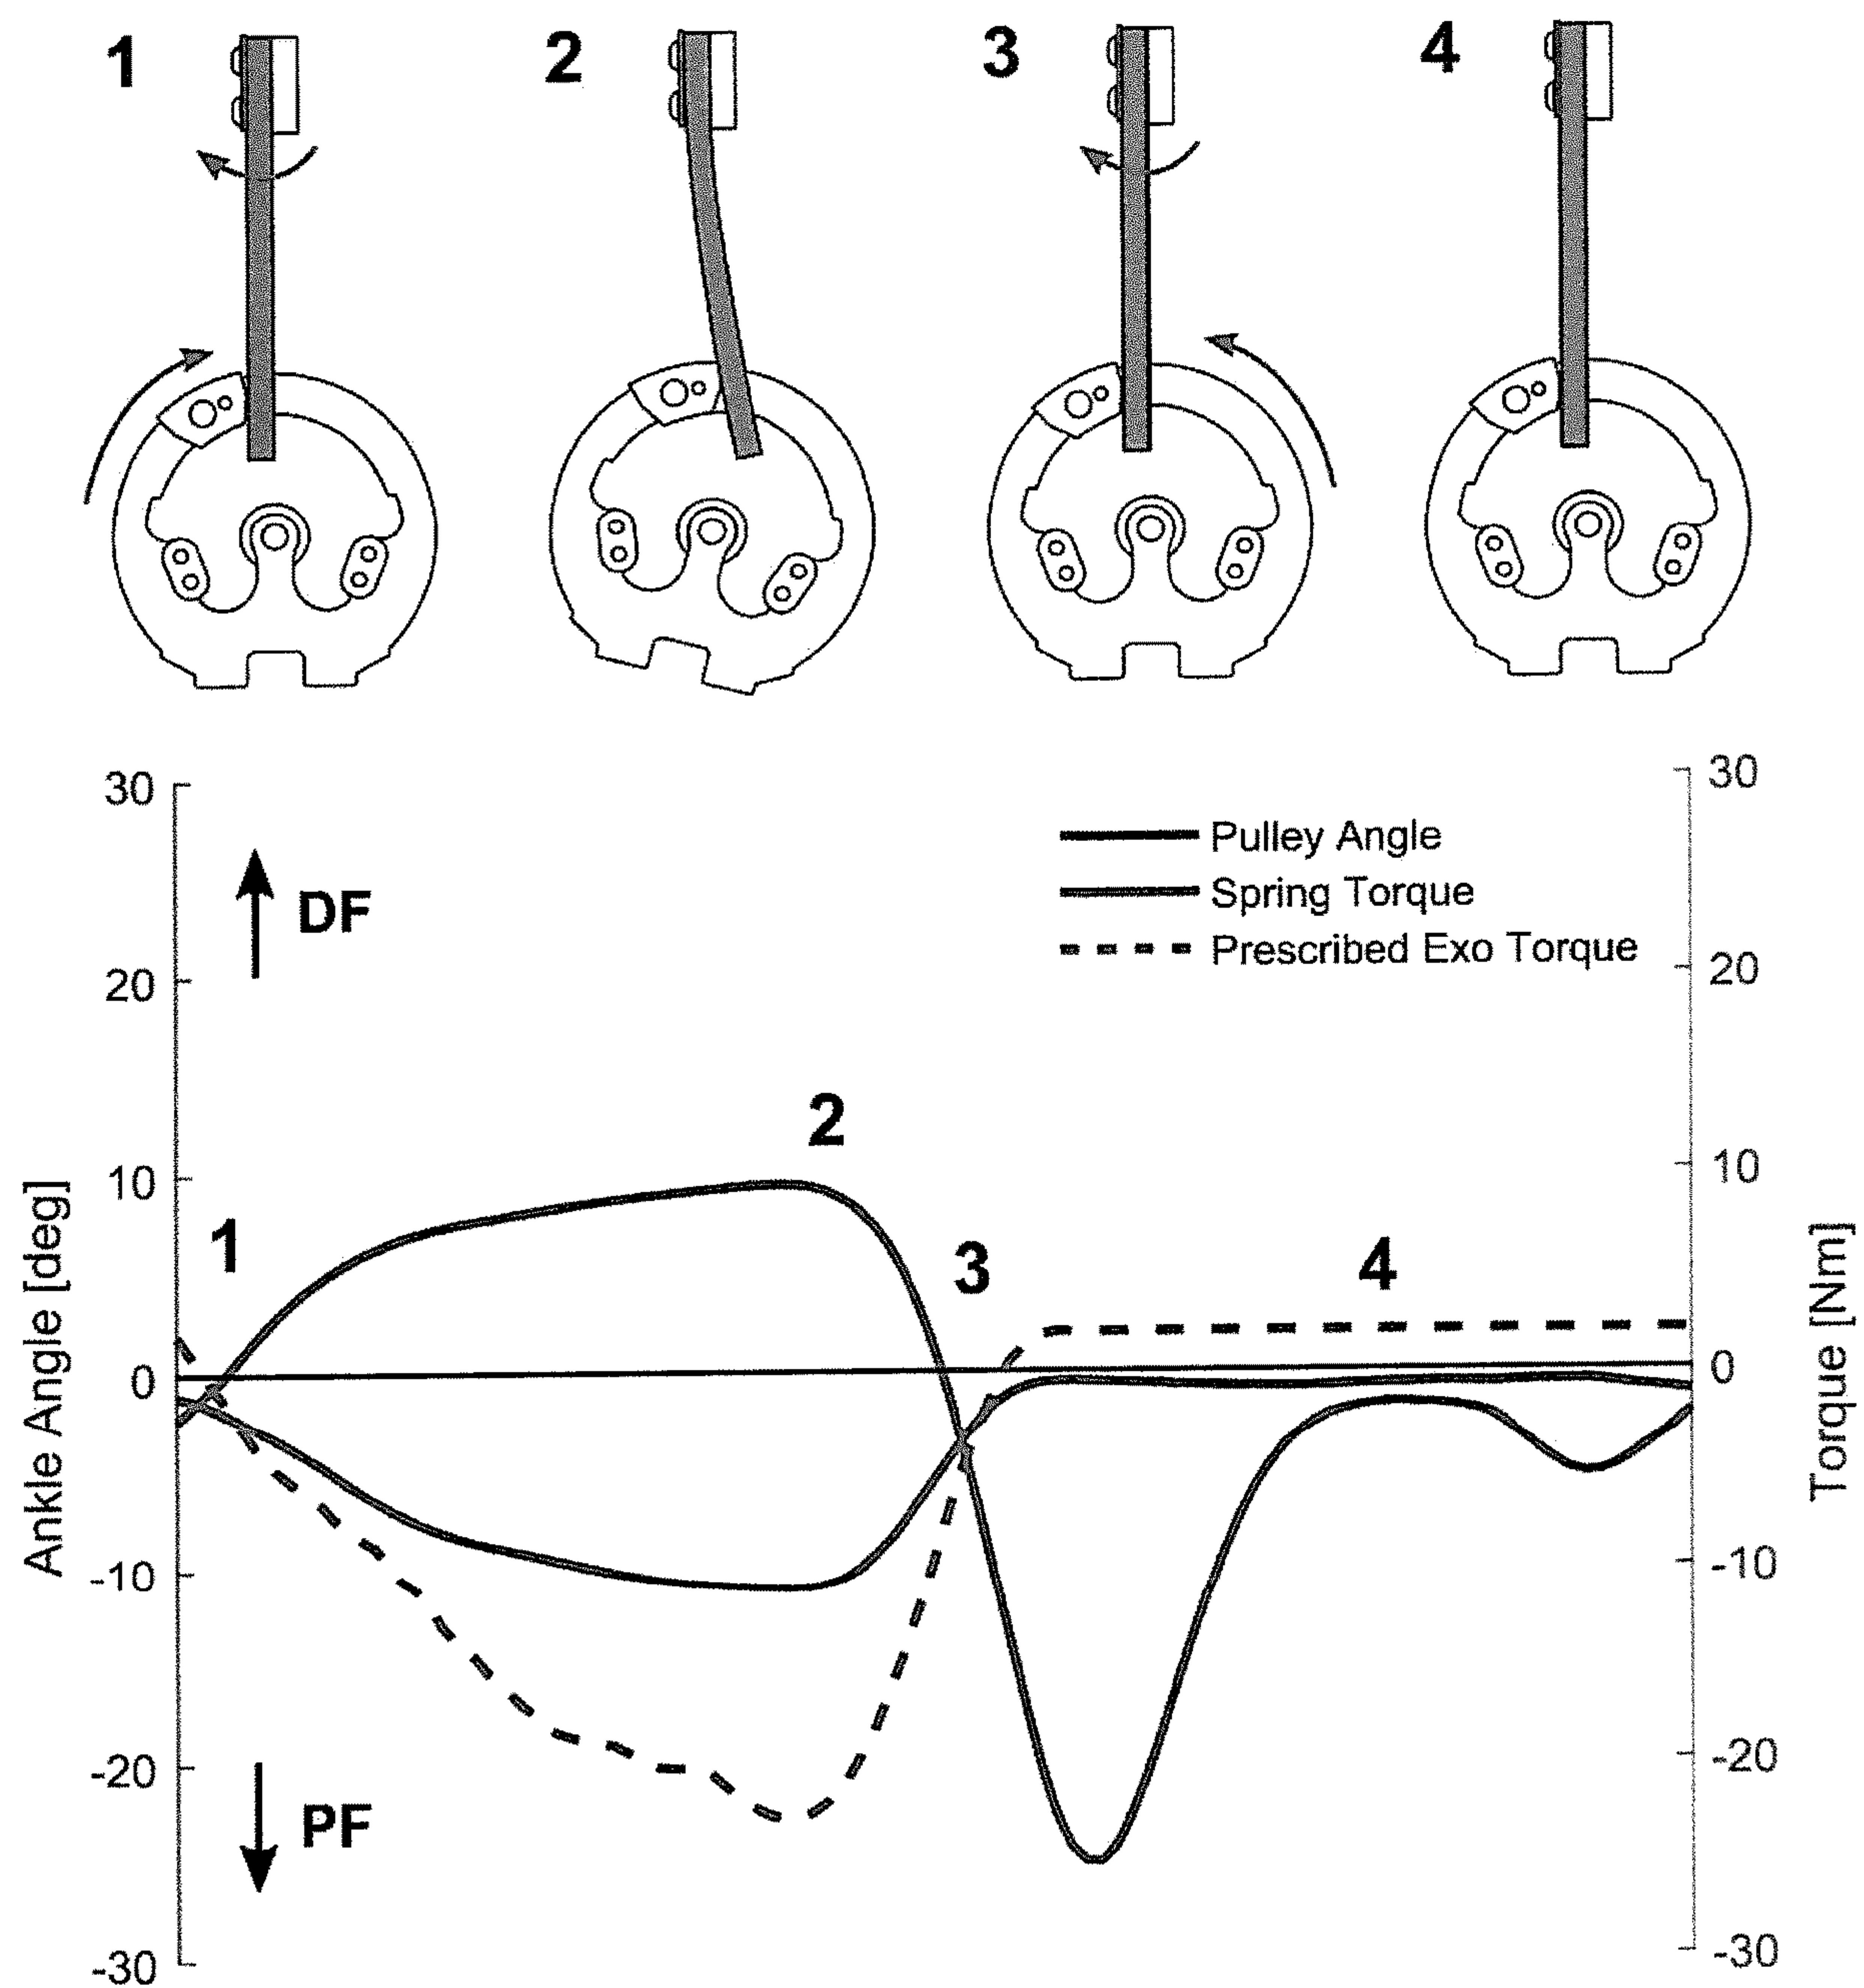 1 2 3 4
30 30
Pulley Angle
Spring Torque
Prescribed Exo Torque
DF
20 20
2
10 10
1 3 4
0 0
Ankle Angle [deg]
Torque [Nm]
-10 -10
-20 -20
PF
-30 -30